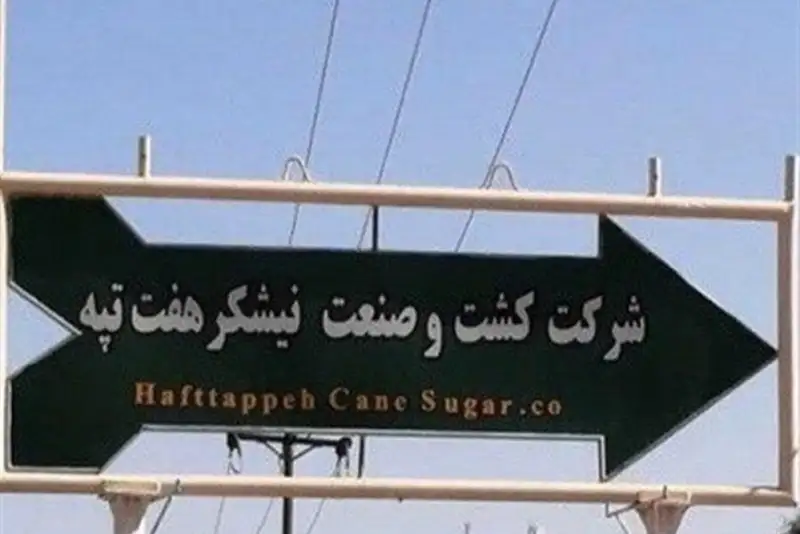 شرکت کشت و صنعت نیشکر هفت تپه
Hafttappeh Cane Sugar.co